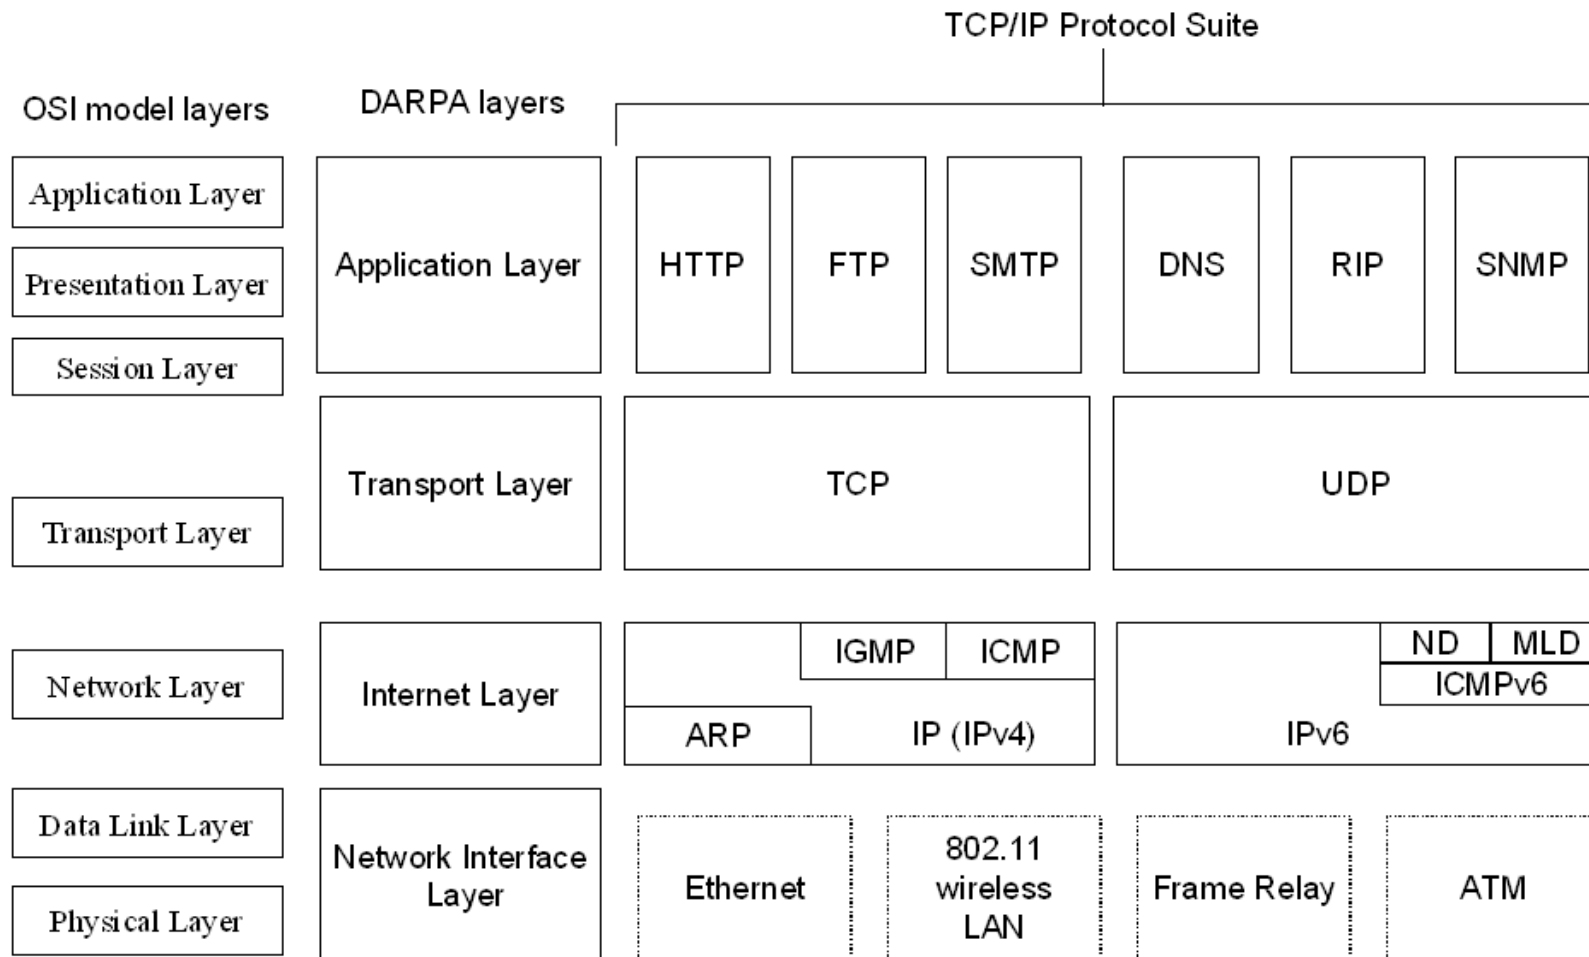 TCP/IP Protocol Suite
OSI model layers
DARPA layers
Application Layer
Presentation Layer
Session Layer
Application Layer
HTTP
FTP
SMTP
DNS
RIP
SNMP
Transport Layer
Transport Layer
TCP
UDP
Network Layer
Internet Layer
IGMP
ICMP
ARP
IP (IPv4)
ND
MLD
ICMPv6
IPv6
Data Link Layer
Physical Layer
Network Interface
Layer
Ethernet
802.11
wireless
LAN
Frame Relay
ATM